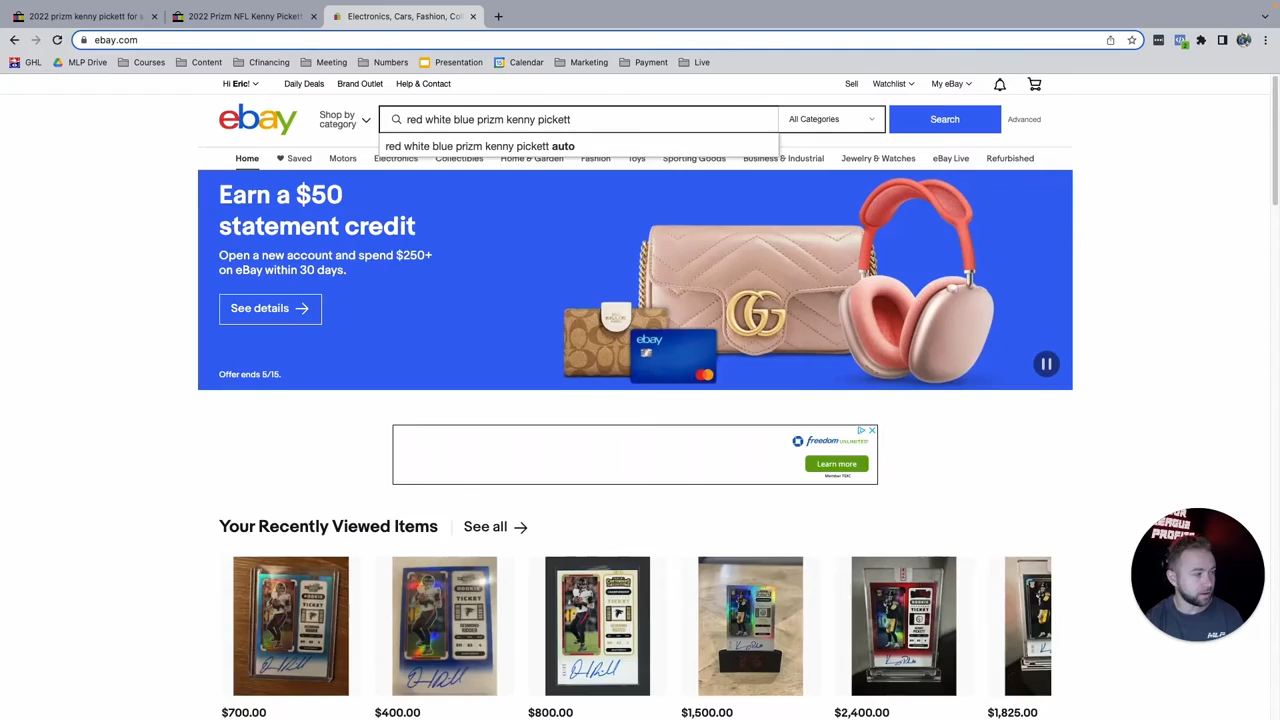 2022 prizm kenny pickett for s
2022 Prizm NFL Kenny Pickett
Electronics, Cars, Fashion, Col
ebay.com
GHL
MLP Drive
Courses
Content
Cfinancing
Meeting
Numbers
Presentation
Calendar
Marketing
Payment
Live
Hi Eric!
Daily Deals
Brand Outlet
Help & Contact
Sell
Watchlist
My eBay
ebay
Shop by category
red white blue prizm kenny pickett
All Categories
Search
Advanced
red white blue prizm kenny pickett auto
Home
Saved
Motors
Electronics
Collectibles
Home & Garden
Fashion
Toys
Sporting Goods
Business & Industrial
Jewelry & Watches
eBay Live
Refurbished
Earn a $50
statement credit
Open a new account and spend $250+
on eBay within 30 days.
See details
Offer ends 5/15.
ebay
freedom UNLIMITED
Learn more
Member FDIC
Your Recently Viewed Items
See all
$700.00
$400.00
$800.00
$1,500.00
$2,400.00
$1,825.00